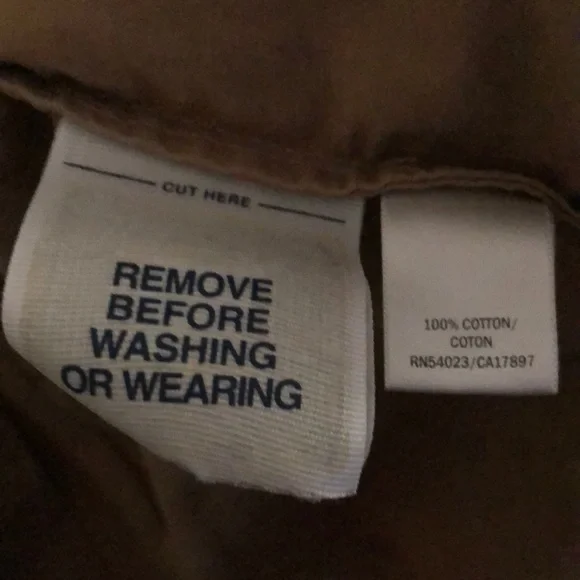 CUT HERE
REMOVE
BEFORE
WASHING
OR WEARING
100% COTTON/
COTON
RN54023/CA17897